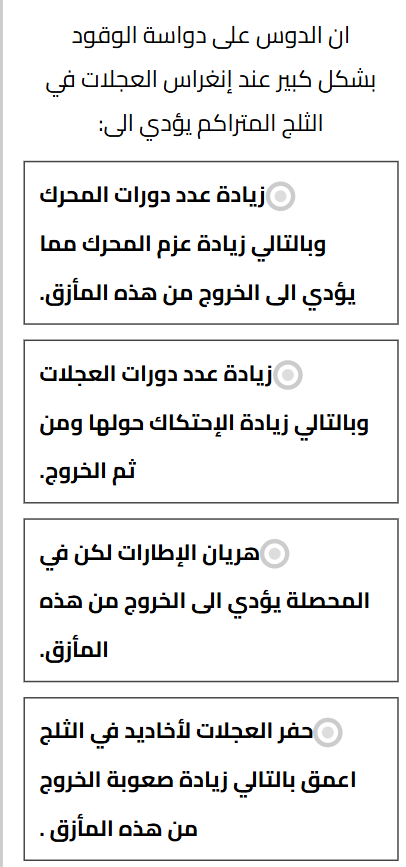 ان الدوس على دواسة الوقود
بشكل كبير عند إنغراس العجلات في
الثلج المتراكم يؤدي الى:
زيادة عدد دورات المحرك
وبالتالي زيادة عزم المحرك مما
يؤدي الى الخروج من هذه المأزق.
زيادة عدد دورات العجلات
وبالتالي زيادة الإحتكاك حولها ومن
ثم الخروج.
هريان الإطارات لكن في
المحصلة يؤدي الى الخروج من هذه
المأزق.
حفر العجلات لأخاديد في الثلج
اعمق بالتالي زيادة صعوبة الخروج
من هذه المأزق .